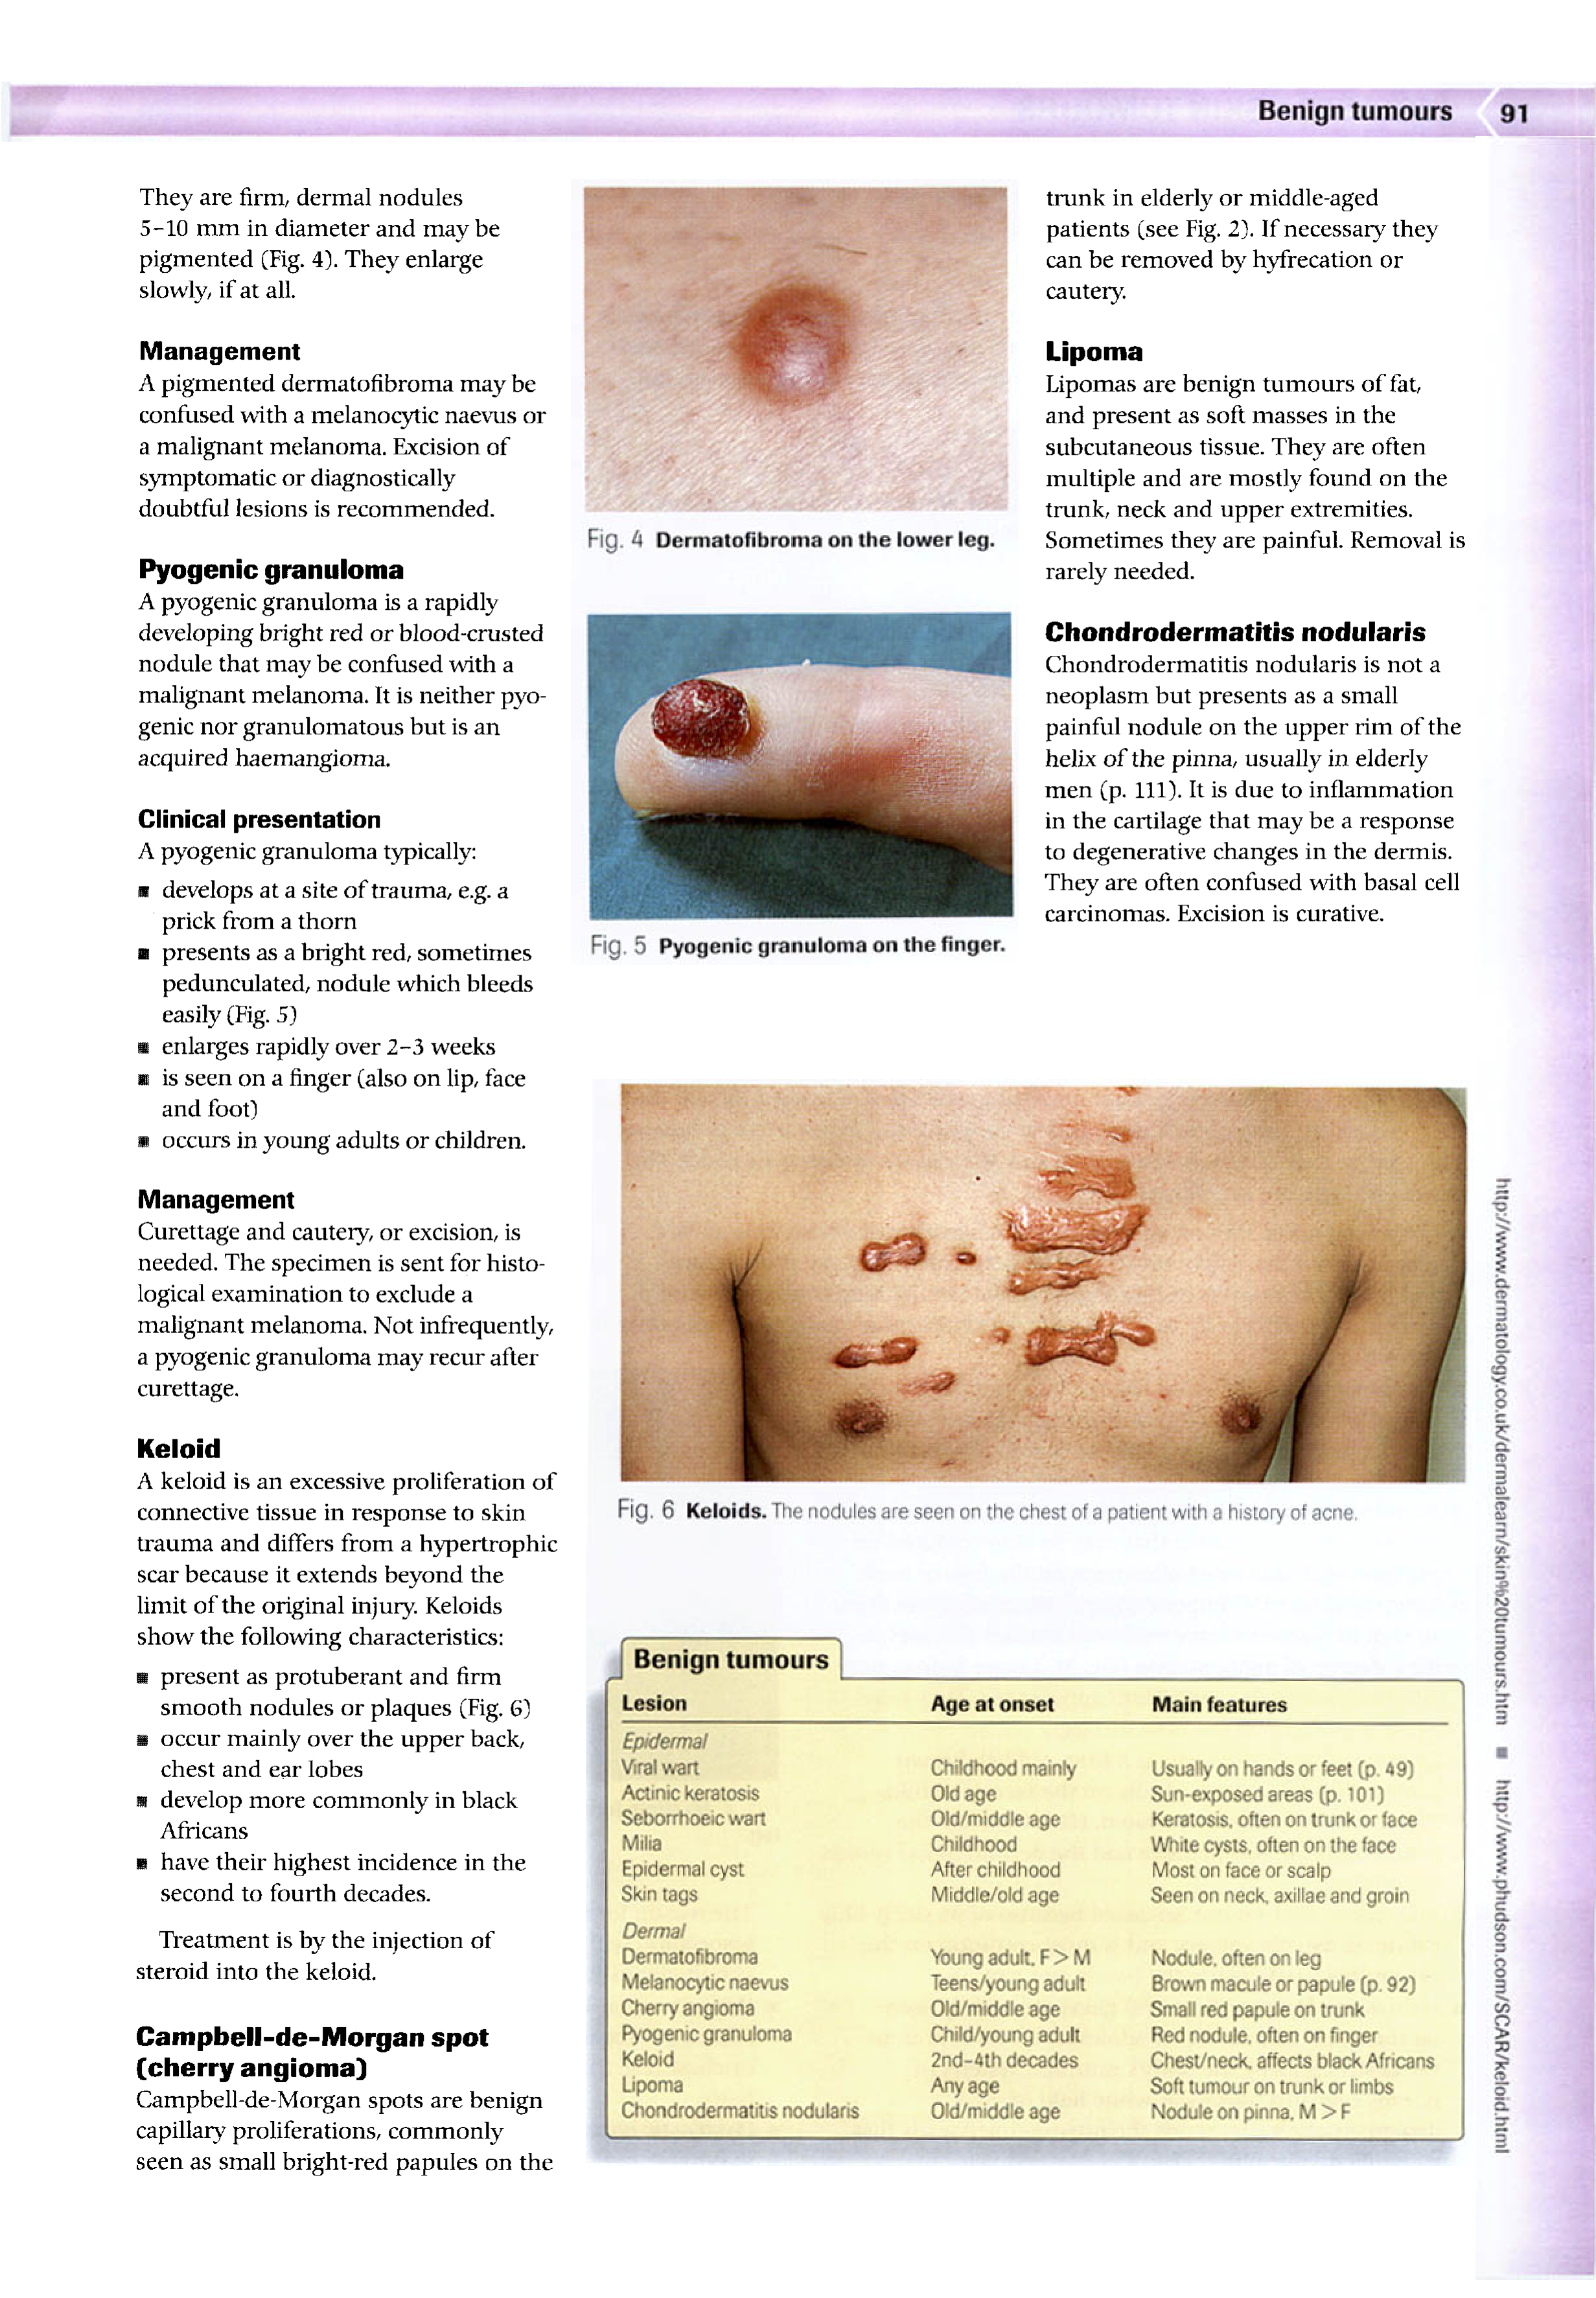 Benign tumours 91
They are firm, dermal nodules
5–10 mm in diameter and may be
pigmented (Fig. 4). They enlarge
slowly, if at all.
Management
A pigmented dermatofibroma may be
confused with a melanocytic naevus or
a malignant melanoma. Excision of
symptomatic or diagnostically
doubtful lesions is recommended.
Pyogenic granuloma
A pyogenic granuloma is a rapidly
developing bright red or blood-crusted
nodule that may be confused with a
malignant melanoma. It is neither pyo-
genic nor granulomatous but is an
acquired haemangioma.
Clinical presentation
A pyogenic granuloma typically:
■ develops at a site of trauma, e.g. a
prick from a thorn
■ presents as a bright red, sometimes
pedunculated, nodule which bleeds
easily (Fig. 5)
■ enlarges rapidly over 2–3 weeks
■ is seen on a finger (also on lip, face
and foot)
■ occurs in young adults or children.
Management
Curettage and cautery, or excision, is
needed. The specimen is sent for histo-
logical examination to exclude a
malignant melanoma. Not infrequently,
a pyogenic granuloma may recur after
curettage.
Keloid
A keloid is an excessive proliferation of
connective tissue in response to skin
trauma and differs from a hypertrophic
scar because it extends beyond the
limit of the original injury. Keloids
show the following characteristics:
■ present as protuberant and firm
smooth nodules or plaques (Fig. 6)
■ occur mainly over the upper back,
chest and ear lobes
■ develop more commonly in black
Africans
■ have their highest incidence in the
second to fourth decades.
Treatment is by the injection of
steroid into the keloid.
Campbell-de-Morgan spot
(cherry angioma)
Campbell-de-Morgan spots are benign
capillary proliferations, commonly
seen as small bright-red papules on the
Fig. 4 Dermatofibroma on the lower leg.
Fig. 5 Pyogenic granuloma on the finger.
trunk in elderly or middle-aged
patients (see Fig. 2). If necessary they
can be removed by hyfrecation or
cautery.
Lipoma
Lipomas are benign tumours of fat,
and present as soft masses in the
subcutaneous tissue. They are often
multiple and are mostly found on the
trunk, neck and upper extremities.
Sometimes they are painful. Removal is
rarely needed.
Chondrodermatitis nodularis
Chondrodermatitis nodularis is not a
neoplasm but presents as a small
painful nodule on the upper rim of the
helix of the pinna, usually in elderly
men (p. 111). It is due to inflammation
in the cartilage that may be a response
to degenerative changes in the dermis.
They are often confused with basal cell
carcinomas. Excision is curative.
Fig. 6 Keloids. The nodules are seen on the chest of a patient with a history of acne.
Benign tumours
Lesion Age at onset Main features
Epidermal
Viral wart Childhood mainly Usually on hands or feet (p. 49)
Actinic keratosis Old age Sun-exposed areas (p. 101)
Seborrhoeic wart Old/middle age Keratosis, often on trunk or face
Milia Childhood White cysts, often on the face
Epidermal cyst After childhood Most on face or scalp
Skin tags Middle/old age Seen on neck, axillae and groin
Dermal
Dermatofibroma Young adult, F > M Nodule, often on leg
Melanocytic naevus Teens/young adult Brown macule or papule (p. 92)
Cherry angioma Old/middle age Small red papule on trunk
Pyogenic granuloma Child/young adult Red nodule, often on finger
Keloid 2nd–4th decades Chest/neck, affects black Africans
Lipoma Any age Soft tumour on trunk or limbs
Chondrodermatitis nodularis Old/middle age Nodule on pinna, M > F
http://www.dermatology.co.uk/dermalearn/skin%20tumours.htm ■ http://www.phudson.com/SCAR/keloid.html